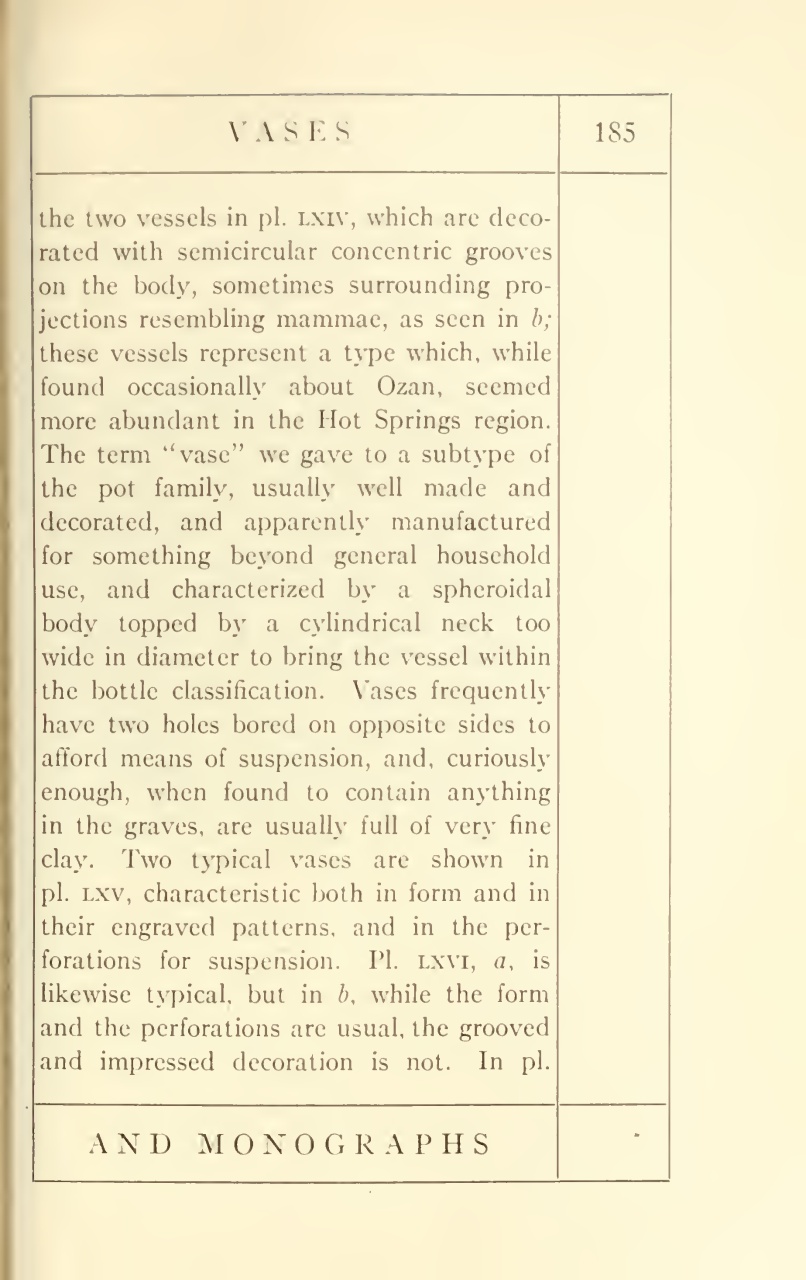 VASES
185
the two vessels in pl. LXIV, which are deco-
rated with semicircular concentric grooves
on the body, sometimes surrounding pro-
jections resembling mammae, as seen in b;
these vessels represent a type which, while
found occasionally about Ozan, seemed
more abundant in the Hot Springs region.
The term “vase” we gave to a subtype of
the pot family, usually well made and
decorated, and apparently manufactured
for something beyond general household
use, and characterized by a spheroidal
body topped by a cylindrical neck too
wide in diameter to bring the vessel within
the bottle classification. Vases frequently
have two holes bored on opposite sides to
afford means of suspension, and, curiously
enough, when found to contain anything
in the graves, are usually full of very fine
clay. Two typical vases are shown in
pl. LXV, characteristic both in form and in
their engraved patterns, and in the per-
forations for suspension. Pl. LXVI, a, is
likewise typical, but in b, while the form
and the perforations are usual, the grooved
and impressed decoration is not. In pl.
AND MONOGRAPHS